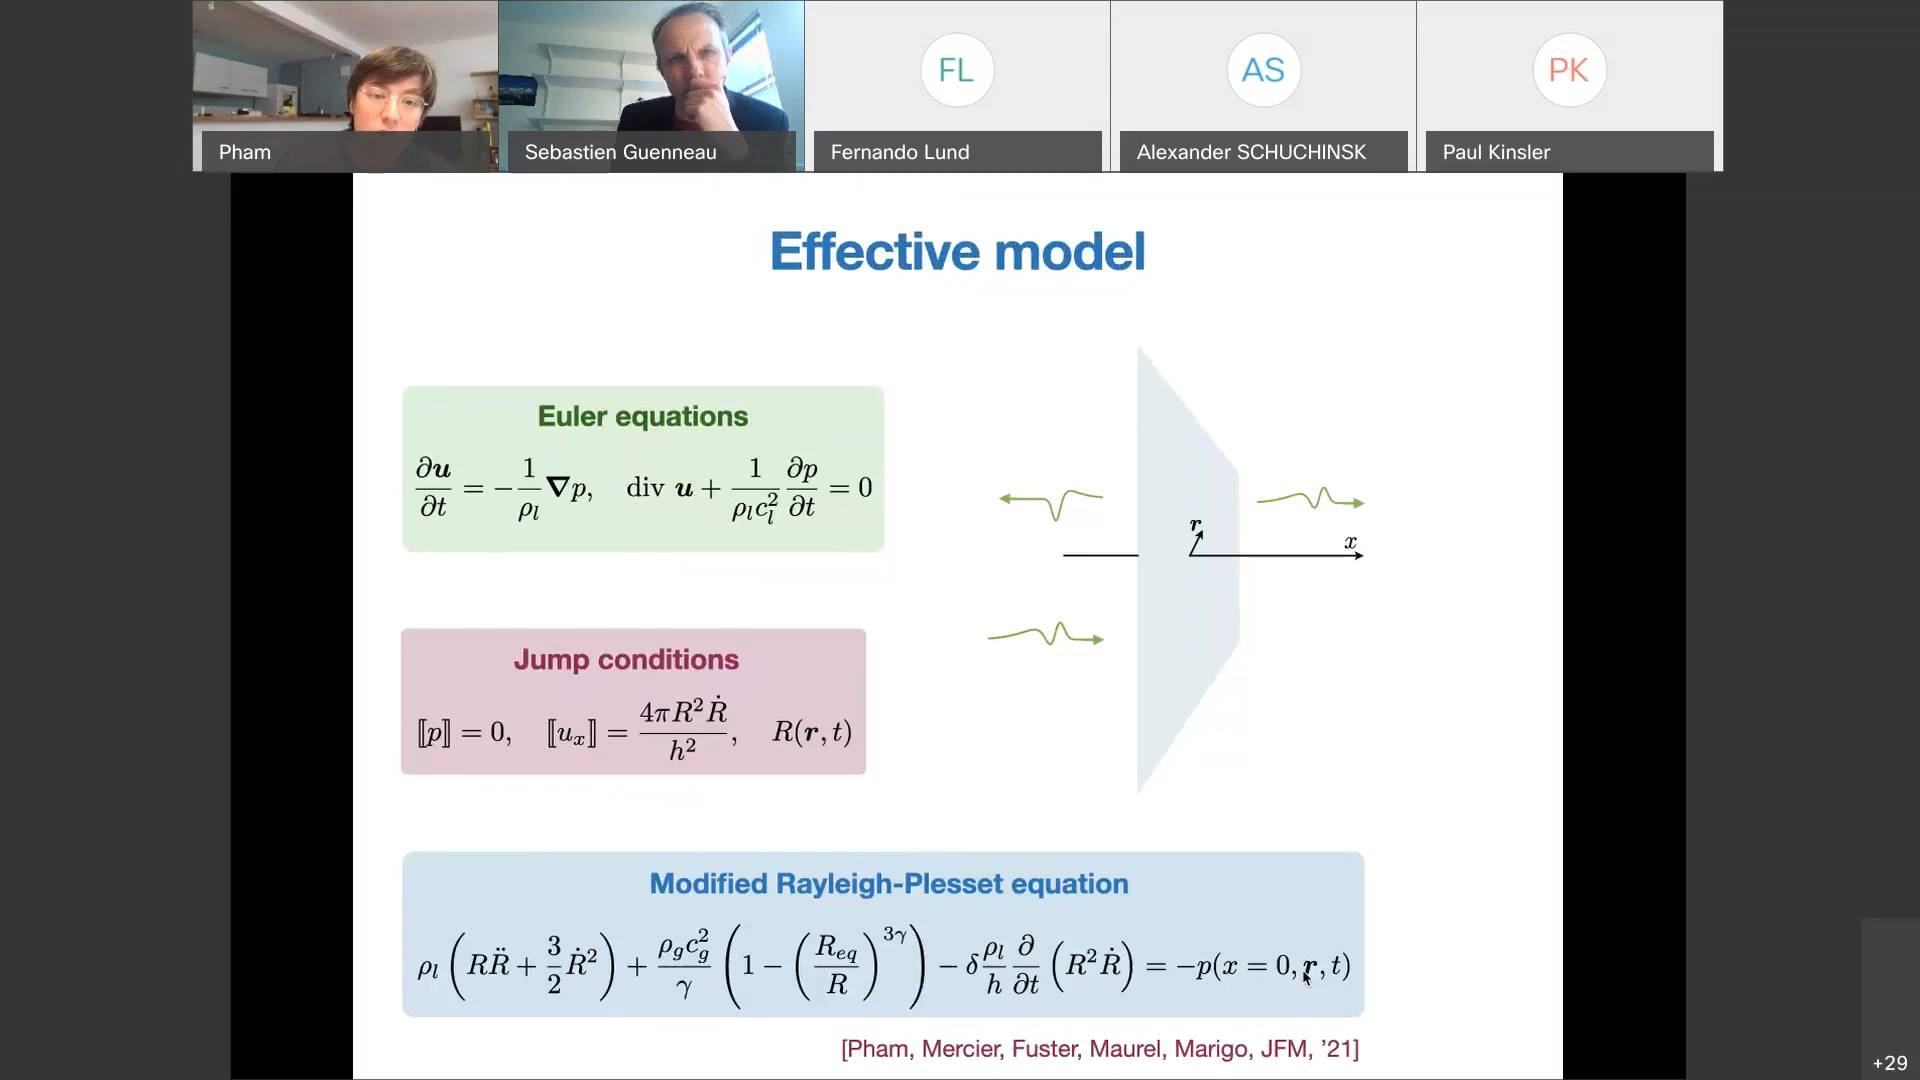 FL
AS
PK
Pham
Sebastien Guenneau
Fernando Lund
Alexander SCHUCHINSK
Paul Kinsler
Effective model
Euler equations
∂u/∂t = −1/ρ_l ∇p, div u + 1/(ρ_l c_l^2) ∂p/∂t = 0
r
x
Jump conditions
⟦p⟧ = 0, ⟦u_x⟧ = 4πR^2Ṙ/h^2, R(r, t)
Modified Rayleigh-Plesset equation
ρ_l (RR̈ + 3/2 Ṙ^2) + ρ_g c_g^2/γ (1 − (R_eq/R)^{3γ}) − δ ρ_l/h ∂/∂t (R^2Ṙ) = −p(x = 0, r, t)
[Pham, Mercier, Fuster, Maurel, Marigo, JFM, ’21]
+29